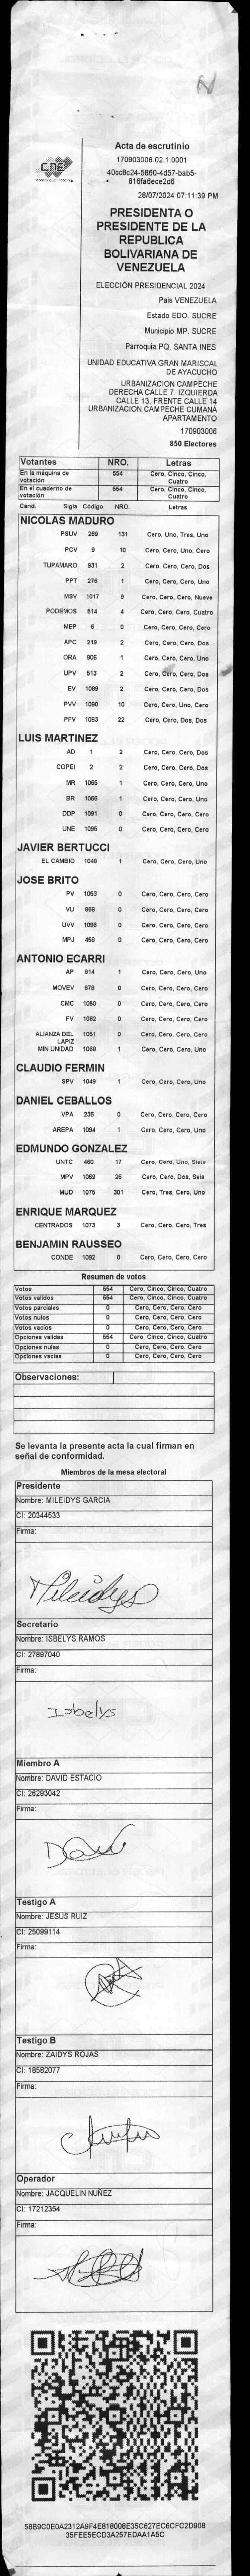 CNE
Acta de escrutinio
170903006.02.1.0001
40cc8c24-5860-4d57-bab5-
816fa6ece2d6
28/07/2024 07:11:39 PM
PRESIDENTA O
PRESIDENTE DE LA
REPUBLICA
BOLIVARIANA DE
VENEZUELA
ELECCIÓN PRESIDENCIAL 2024
Pais VENEZUELA
Estado EDO. SUCRE
Municipio MP. SUCRE
Parroquia PQ. SANTA INES
UNIDAD EDUCATIVA GRAN MARISCAL
DE AYACUCHO
URBANIZACION CAMPECHE
DERECHA CALLE 7. IZQUIERDA
CALLE 13. FRENTE CALLE 14
URBANIZACION CAMPECHE CUMANÁ
APARTAMENTO
170903006
850 Electores
Votantes NRO. Letras
En la máquina de votación 554 Cero, Cinco, Cinco, Cuatro
En el cuaderno de votación 554 Cero, Cinco, Cinco, Cuatro
Cand. Sigla Código NRO. Letras
NICOLAS MADURO
PSUV 269 131 Cero, Uno, Tres, Uno
PCV 9 10 Cero, Cero, Uno, Cero
TUPAMARO 931 2 Cero, Cero, Cero, Dos
PPT 276 1 Cero, Cero, Cero, Uno
MSV 1017 9 Cero, Cero, Cero, Nueve
PODEMOS 514 4 Cero, Cero, Cero, Cuatro
MEP 6 0 Cero, Cero, Cero, Cero
APC 219 2 Cero, Cero, Cero, Dos
ORA 906 1 Cero, Cero, Cero, Uno
UPV 513 2 Cero, Cero, Cero, Dos
EV 1089 2 Cero, Cero, Cero, Dos
PVV 1090 10 Cero, Cero, Uno, Cero
PFV 1093 22 Cero, Cero, Dos, Dos
LUIS MARTINEZ
AD 1 2 Cero, Cero, Cero, Dos
COPEI 2 2 Cero, Cero, Cero, Dos
MR 1065 1 Cero, Cero, Cero, Uno
BR 1066 1 Cero, Cero, Cero, Uno
DDP 1091 0 Cero, Cero, Cero, Cero
UNE 1095 0 Cero, Cero, Cero, Cero
JAVIER BERTUCCI
EL CAMBIO 1048 1 Cero, Cero, Cero, Uno
JOSE BRITO
PV 1053 0 Cero, Cero, Cero, Cero
VU 868 0 Cero, Cero, Cero, Cero
UVV 1096 0 Cero, Cero, Cero, Cero
MPJ 458 0 Cero, Cero, Cero, Cero
ANTONIO ECARRI
AP 814 1 Cero, Cero, Cero, Uno
MOVEV 878 0 Cero, Cero, Cero, Cero
CMC 1050 0 Cero, Cero, Cero, Cero
FV 1062 0 Cero, Cero, Cero, Cero
ALIANZA DEL LAPIZ 1051 0 Cero, Cero, Cero, Cero
MIN UNIDAD 1068 1 Cero, Cero, Cero, Uno
CLAUDIO FERMIN
SPV 1049 1 Cero, Cero, Cero, Uno
DANIEL CEBALLOS
VPA 236 0 Cero, Cero, Cero, Cero
AREPA 1094 1 Cero, Cero, Cero, Uno
EDMUNDO GONZALEZ
UNTC 460 17 Cero, Cero, Uno, Siete
MPV 1069 26 Cero, Cero, Dos, Seis
MUD 1075 301 Cero, Tres, Cero, Uno
ENRIQUE MARQUEZ
CENTRADOS 1073 3 Cero, Cero, Cero, Tres
BENJAMIN RAUSSEO
CONDE 1092 0 Cero, Cero, Cero, Cero
Resumen de votos
Votos 554 Cero, Cinco, Cinco, Cuatro
Votos validos 554 Cero, Cinco, Cinco, Cuatro
Votos parciales 0 Cero, Cero, Cero, Cero
Votos nulos 0 Cero, Cero, Cero, Cero
Votos vacíos 0 Cero, Cero, Cero, Cero
Opciones validas 554 Cero, Cinco, Cinco, Cuatro
Opciones nulas 0 Cero, Cero, Cero, Cero
Opciones vacias 0 Cero, Cero, Cero, Cero
Observaciones:
Se levanta la presente acta la cual firman en
señal de conformidad.
Miembros de la mesa electoral
Presidente
Nombre: MILEIDYS GARCIA
CI: 20344533
Firma:
Mileidys
Secretario
Nombre: ISBELYS RAMOS
CI: 27897040
Firma:
Isbelys
Miembro A
Nombre: DAVID ESTACIO
CI: 26293042
Firma:
Testigo A
Nombre: JESUS RUIZ
CI: 25099114
Firma:
Testigo B
Nombre: ZAIDYS ROJAS
CI: 18582077
Firma:
Operador
Nombre: JACQUELIN NUÑEZ
CI: 17212354
Firma:
58B9C0E0A2312A9F4E818008E35C627EC6CFC2D908
35FEE5ECD3A257EDAA1A5C